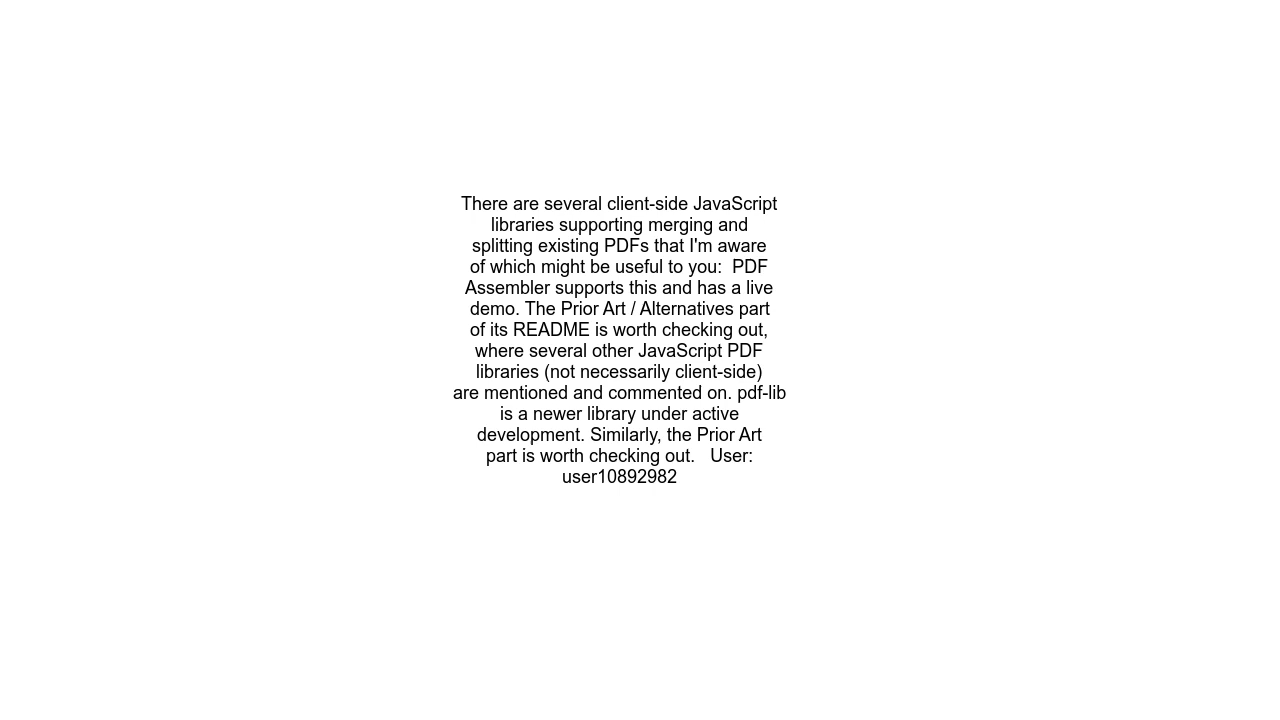 There are several client-side JavaScript
libraries supporting merging and
splitting existing PDFs that I'm aware
of which might be useful to you:  PDF
Assembler supports this and has a live
demo. The Prior Art / Alternatives part
of its README is worth checking out,
where several other JavaScript PDF
libraries (not necessarily client-side)
are mentioned and commented on. pdf-lib
is a newer library under active
development. Similarly, the Prior Art
part is worth checking out.   User:
user10892982